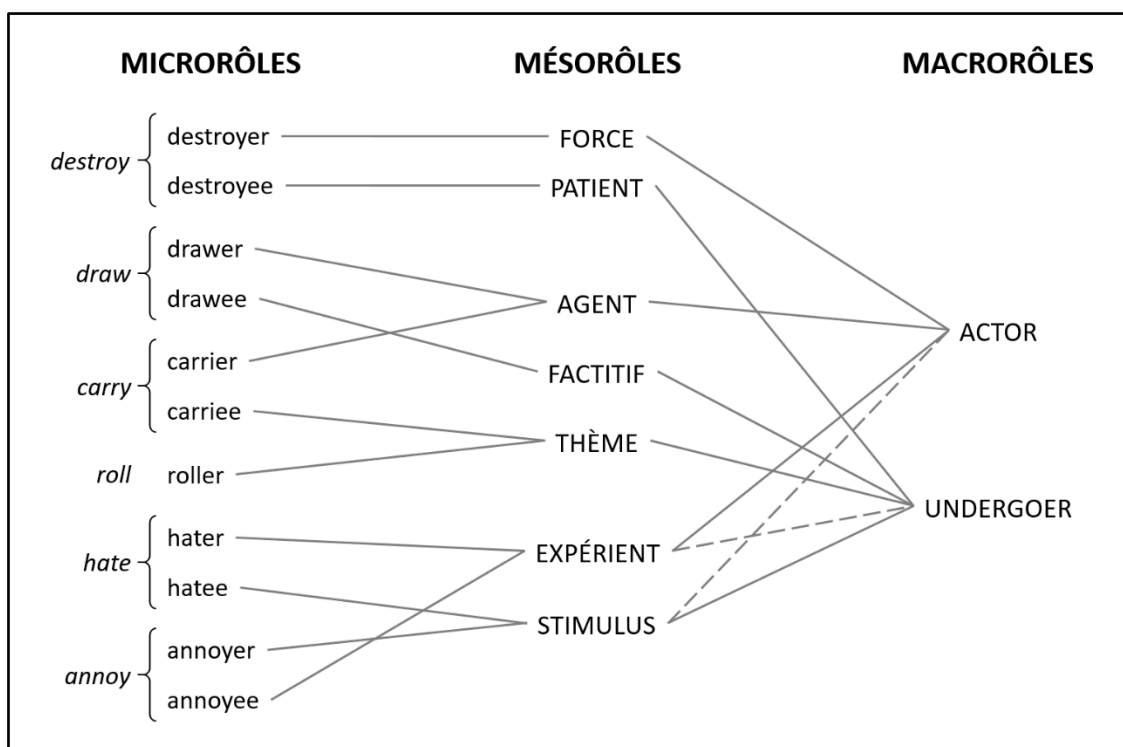 MICRORÔLES MÉSORÔLES MACRORÔLES
destroy
destroyer
destroyee
draw
drawer
drawee
carry
carrier
carriee
roll roller
hate
hater
hatee
annoy
annoyer
annoyee
FORCE
PATIENT
AGENT
FACTITIF
THÈME
EXPÉRIENT
STIMULUS
ACTOR
UNDERGOER